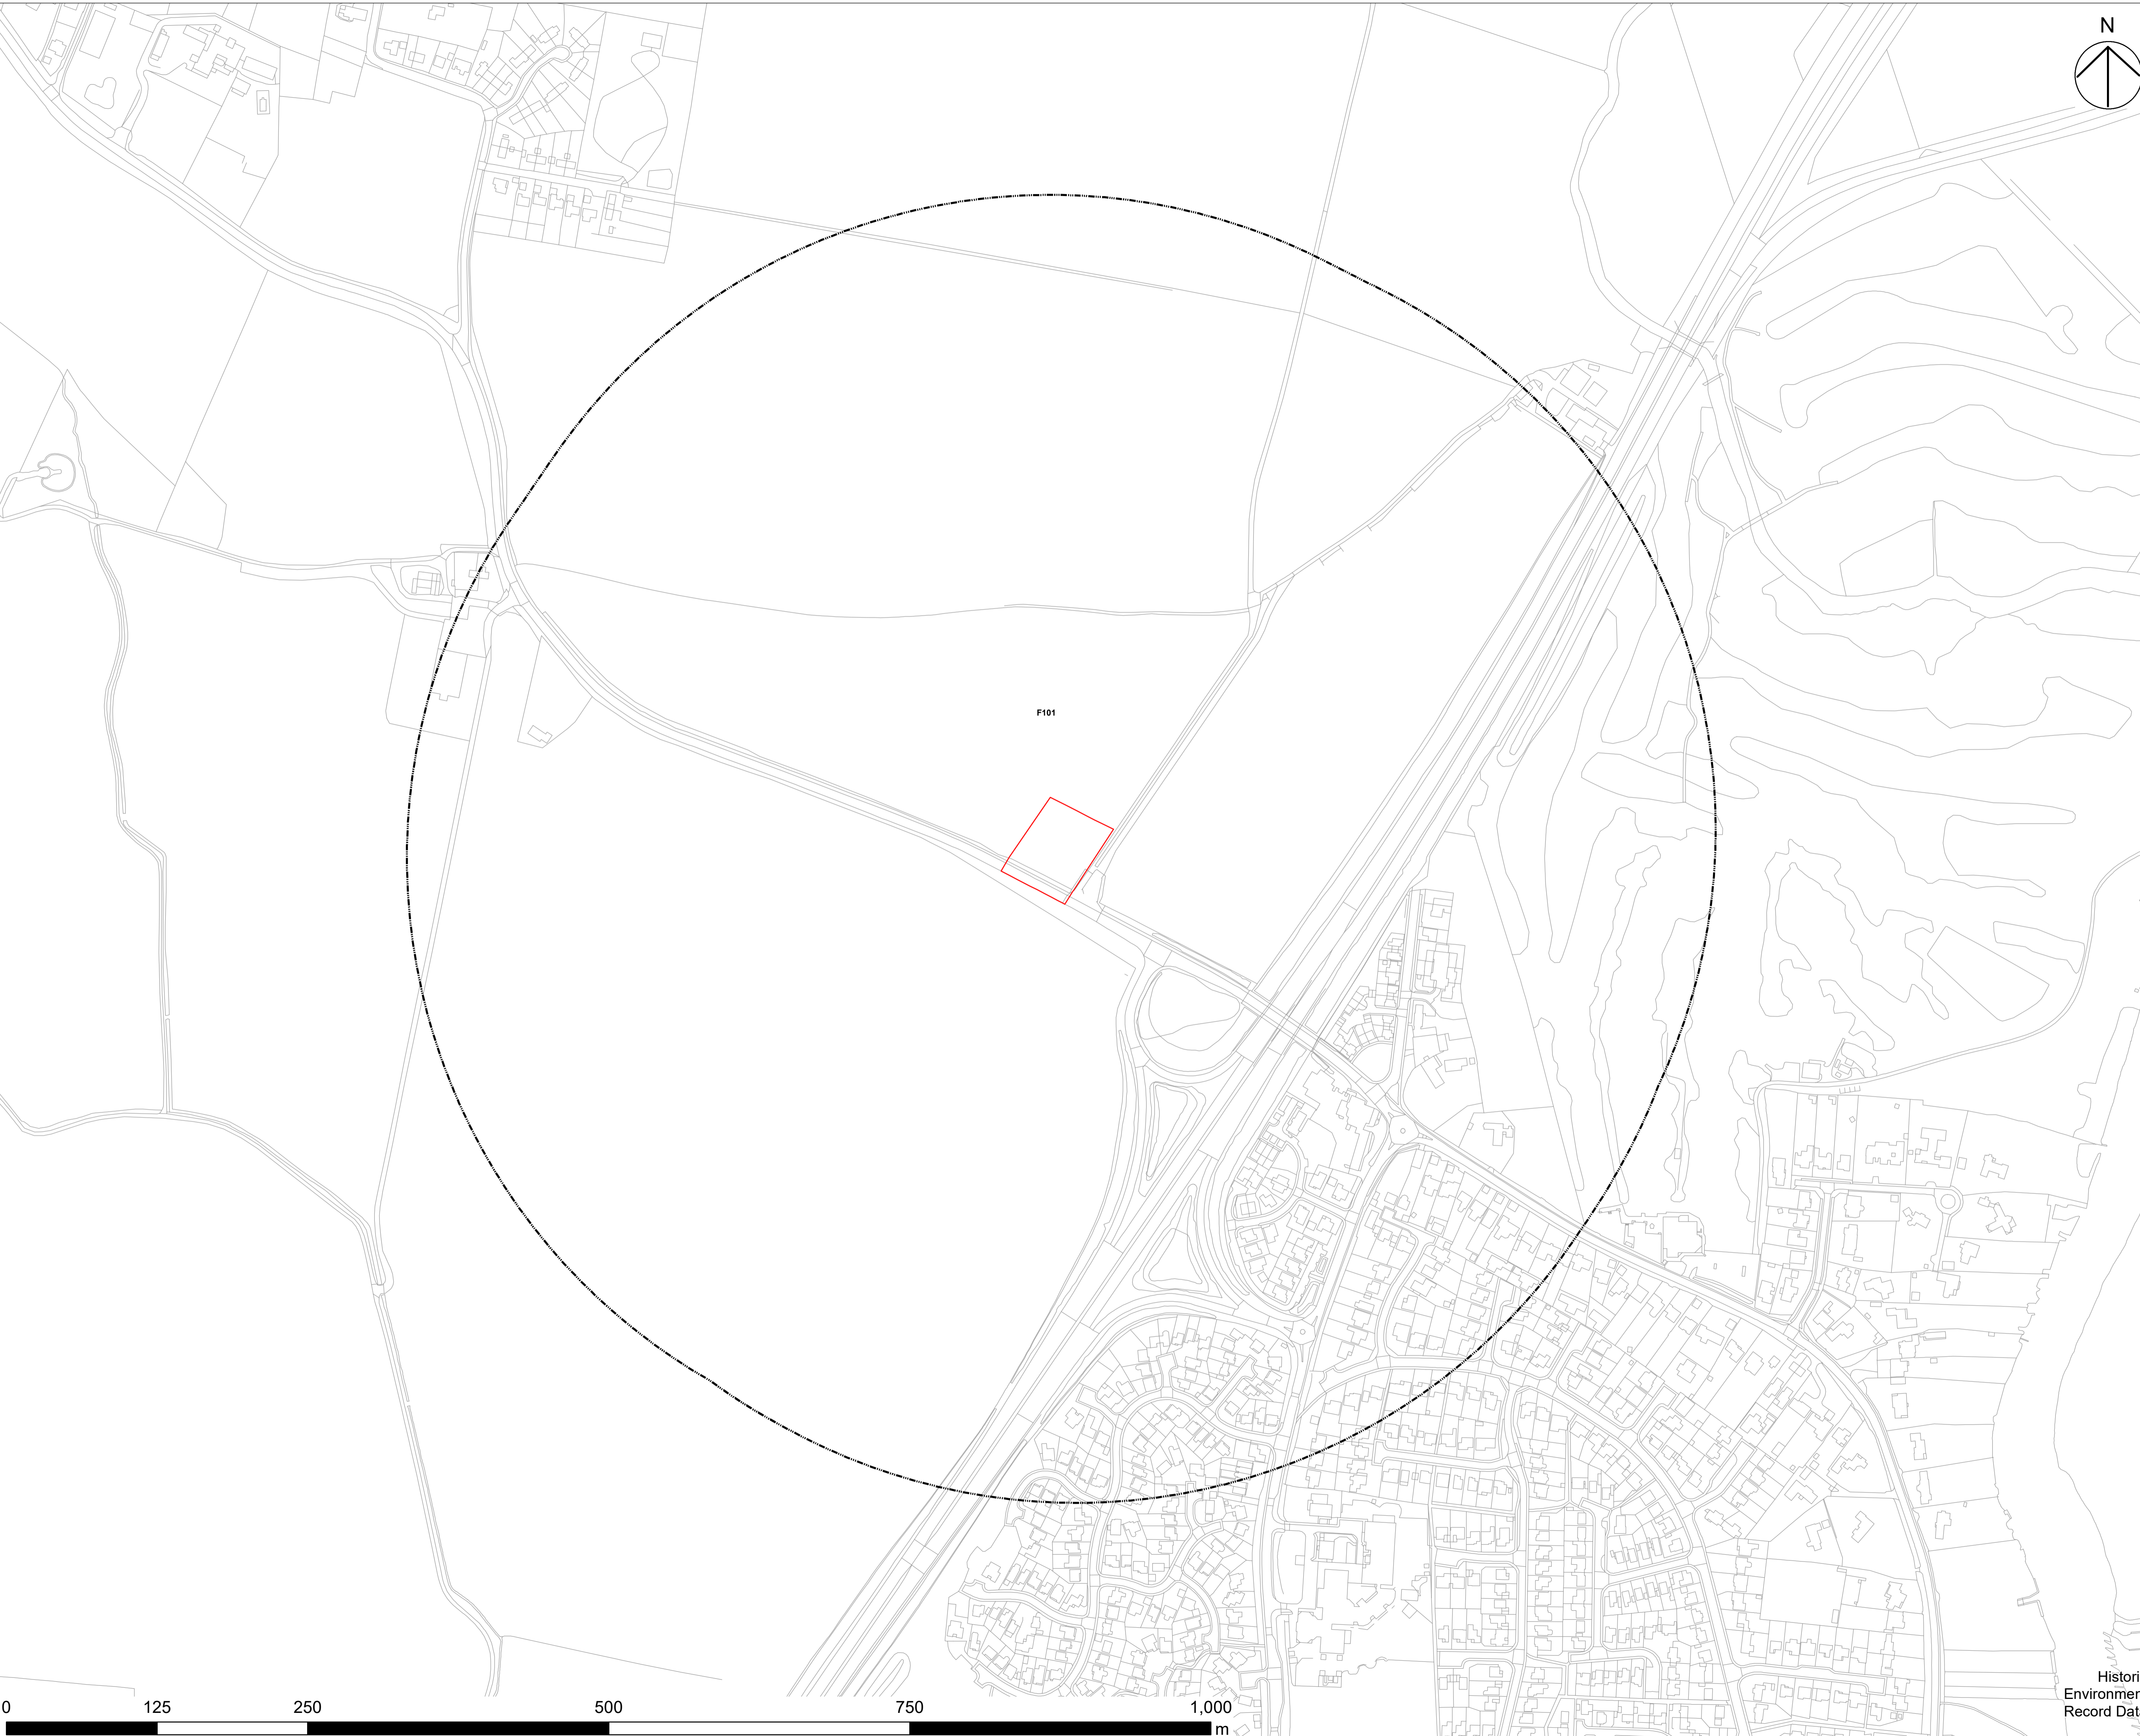 N
F101
Histori
Environmen
Record Dat
0 125 250 500 750 1,000
m